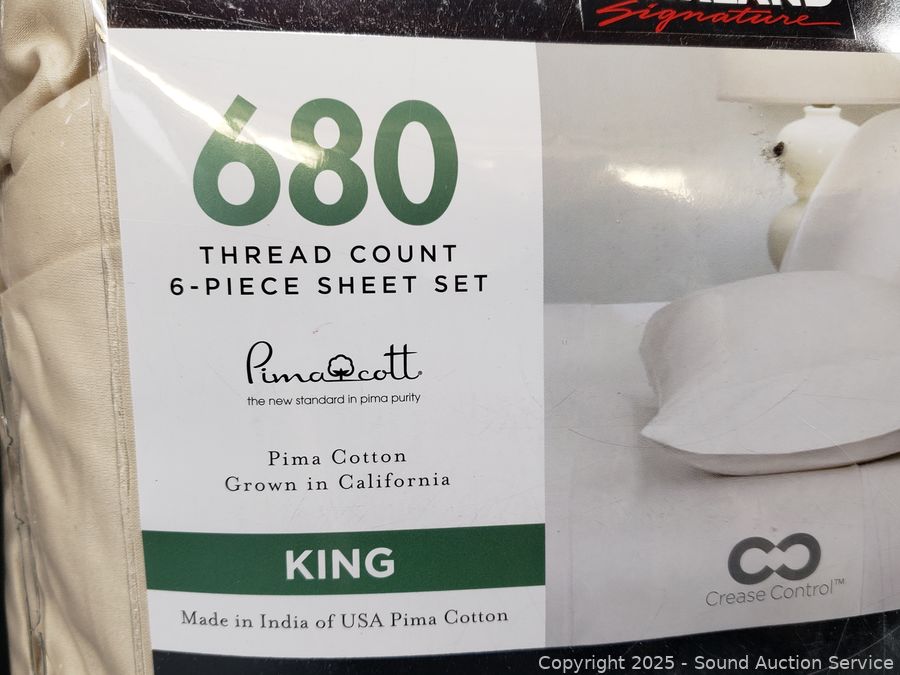 Signature
680
THREAD COUNT
6-PIECE SHEET SET
Pimacott
the new standard in pima purity
Pima Cotton
Grown in California
KING
Made in India of USA Pima Cotton
Crease Control™
Copyright 2025 - Sound Auction Service